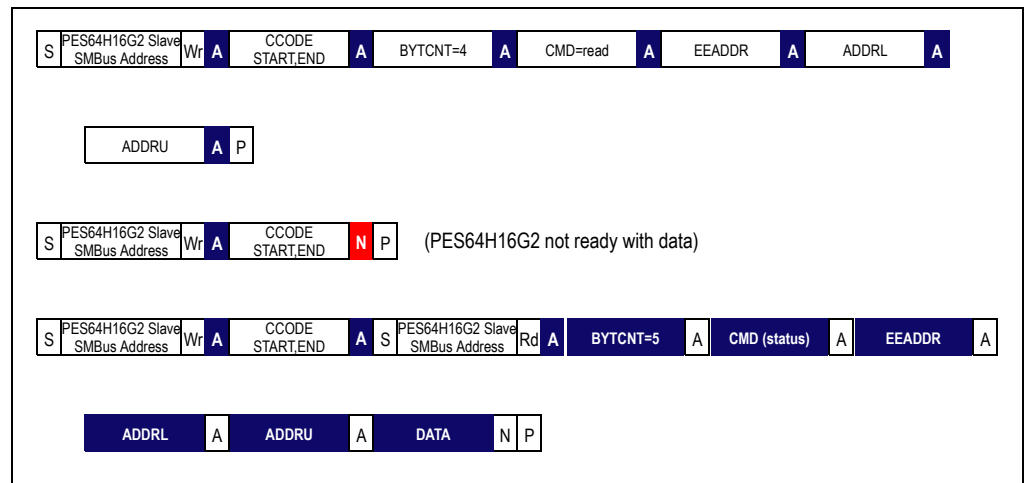 S PES64H16G2 Slave SMBus Address Wr A CCODE START,END A BYTCNT=4 A CMD=read A EEADDR A ADDRL A
ADDRU A P
S PES64H16G2 Slave SMBus Address Wr A CCODE START,END N P (PES64H16G2 not ready with data)
S PES64H16G2 Slave SMBus Address Wr A CCODE START,END A S PES64H16G2 Slave SMBus Address Rd A BYTCNT=5 A CMD (status) A EEADDR A
ADDRL A ADDRU A DATA N P